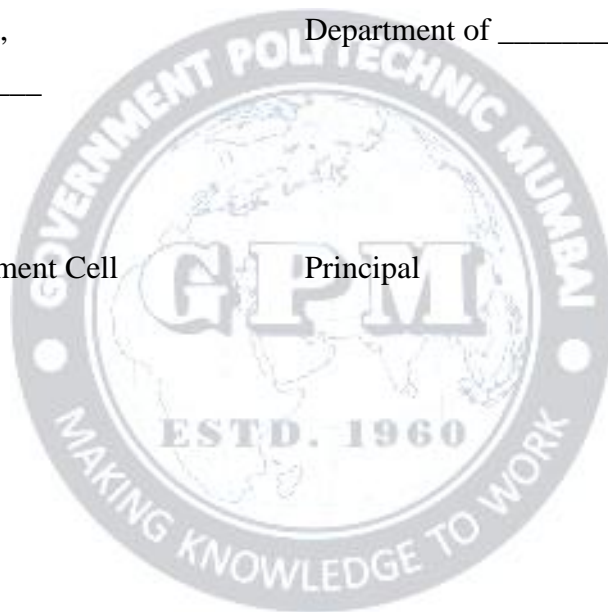 , Department of _______
___
ment Cell Principal
GOVERNMENT POLYTECHNIC MUMBAI
GPM
ESTD. 1960
MAKING KNOWLEDGE TO WORK